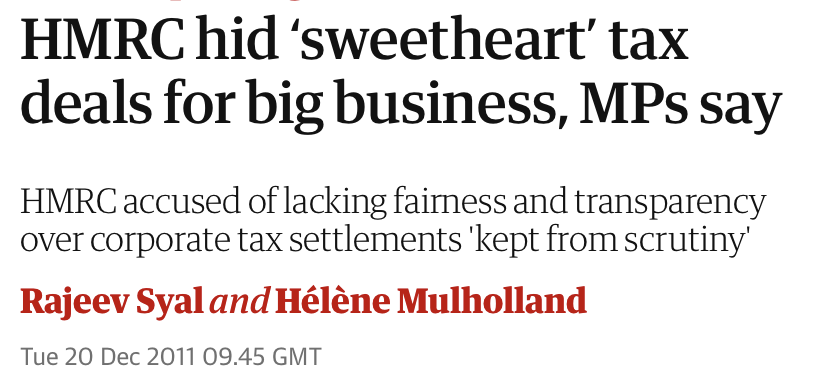 HMRC hid ‘sweetheart’ tax
deals for big business, MPs say
HMRC accused of lacking fairness and transparency
over corporate tax settlements 'kept from scrutiny'
Rajeev Syal and Hélène Mulholland
Tue 20 Dec 2011 09.45 GMT